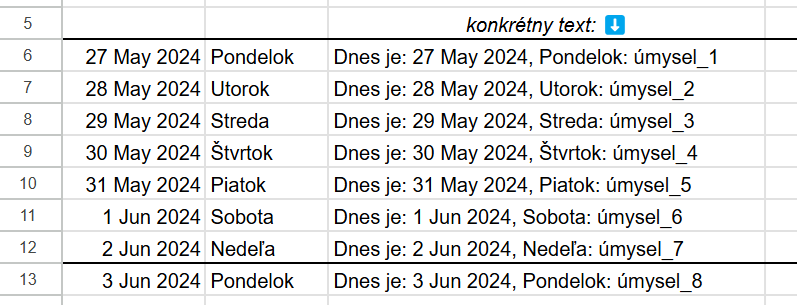 5 konkrétny text: ⬇️
6 27 May 2024 Pondelok Dnes je: 27 May 2024, Pondelok: úmysel_1
7 28 May 2024 Utorok Dnes je: 28 May 2024, Utorok: úmysel_2
8 29 May 2024 Streda Dnes je: 29 May 2024, Streda: úmysel_3
9 30 May 2024 Štvrtok Dnes je: 30 May 2024, Štvrtok: úmysel_4
10 31 May 2024 Piatok Dnes je: 31 May 2024, Piatok: úmysel_5
11 1 Jun 2024 Sobota Dnes je: 1 Jun 2024, Sobota: úmysel_6
12 2 Jun 2024 Nedeľa Dnes je: 2 Jun 2024, Nedeľa: úmysel_7
13 3 Jun 2024 Pondelok Dnes je: 3 Jun 2024, Pondelok: úmysel_8